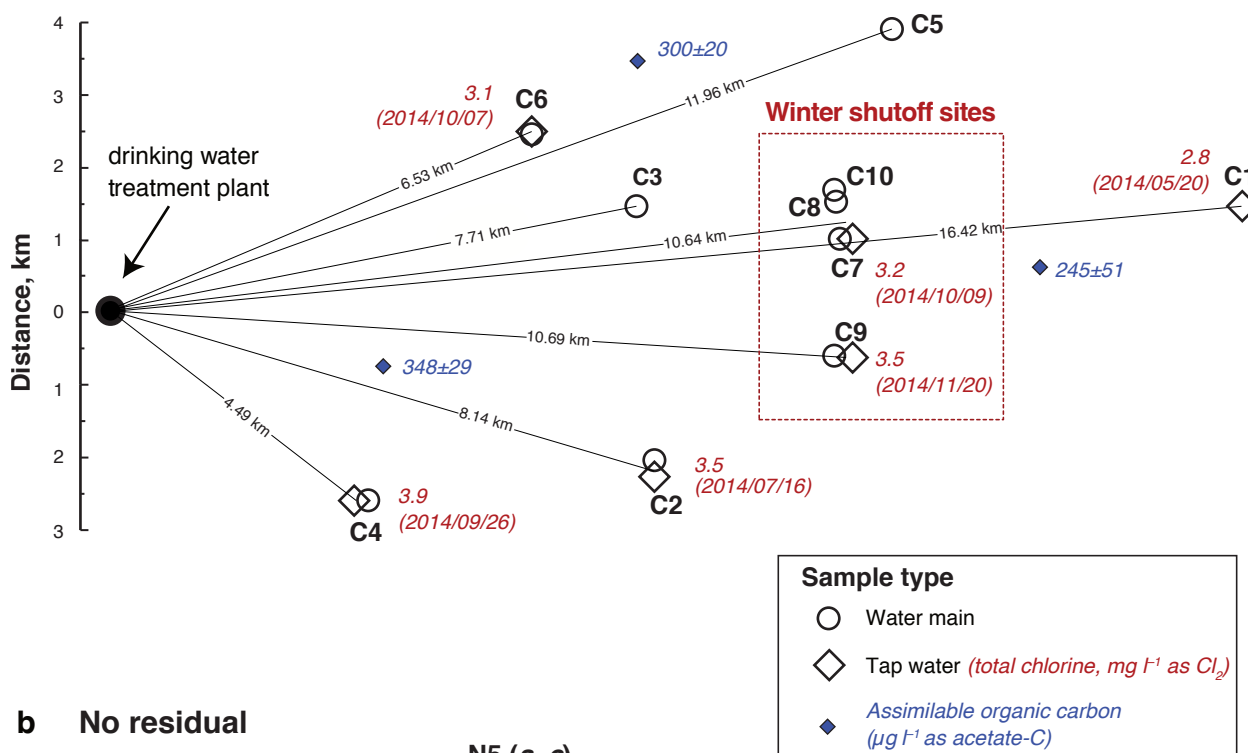 4
3
2
1
0
1
2
3
Distance, km
drinking water
treatment plant
C5
300±20
11.96 km
3.1
(2014/10/07)
C6
6.53 km
Winter shutoff sites
C3
7.71 km
C10
C8
10.64 km
2.8
(2014/05/20)
C1
16.42 km
C7
3.2
(2014/10/09)
245±51
10.69 km
C9
3.5
(2014/11/20)
348±29
4.49 km
8.14 km
3.9
(2014/09/26)
C4
3.5
(2014/07/16)
C2
Sample type
Water main
Tap water (total chlorine, mg l⁻¹ as Cl₂)
Assimilable organic carbon
(µg l⁻¹ as acetate-C)
b No residual